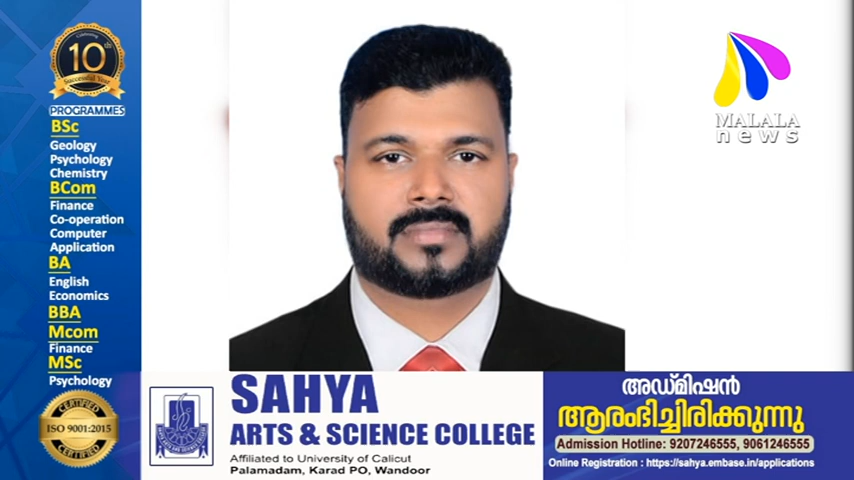 Celebrating
10th
Successful Year
PROGRAMMES
BSc
Geology
Psychology
Chemistry
BCom
Finance
Co-operation
Computer
Application
BA
English
Economics
BBA
Mcom
Finance
MSc
Psychology
CERTIFIED
ISO 9001:2015
CERTIFIED
MALALA
news
SAHYA
ARTS & SCIENCE COLLEGE
Affiliated to University of Calicut
Palamadam, Karad PO, Wandoor
അഡ്മിഷൻ
ആരംഭിച്ചിരിക്കുന്നു
Admission Hotline: 9207246555, 9061246555
Online Registration : https://sahya.embase.in/applications